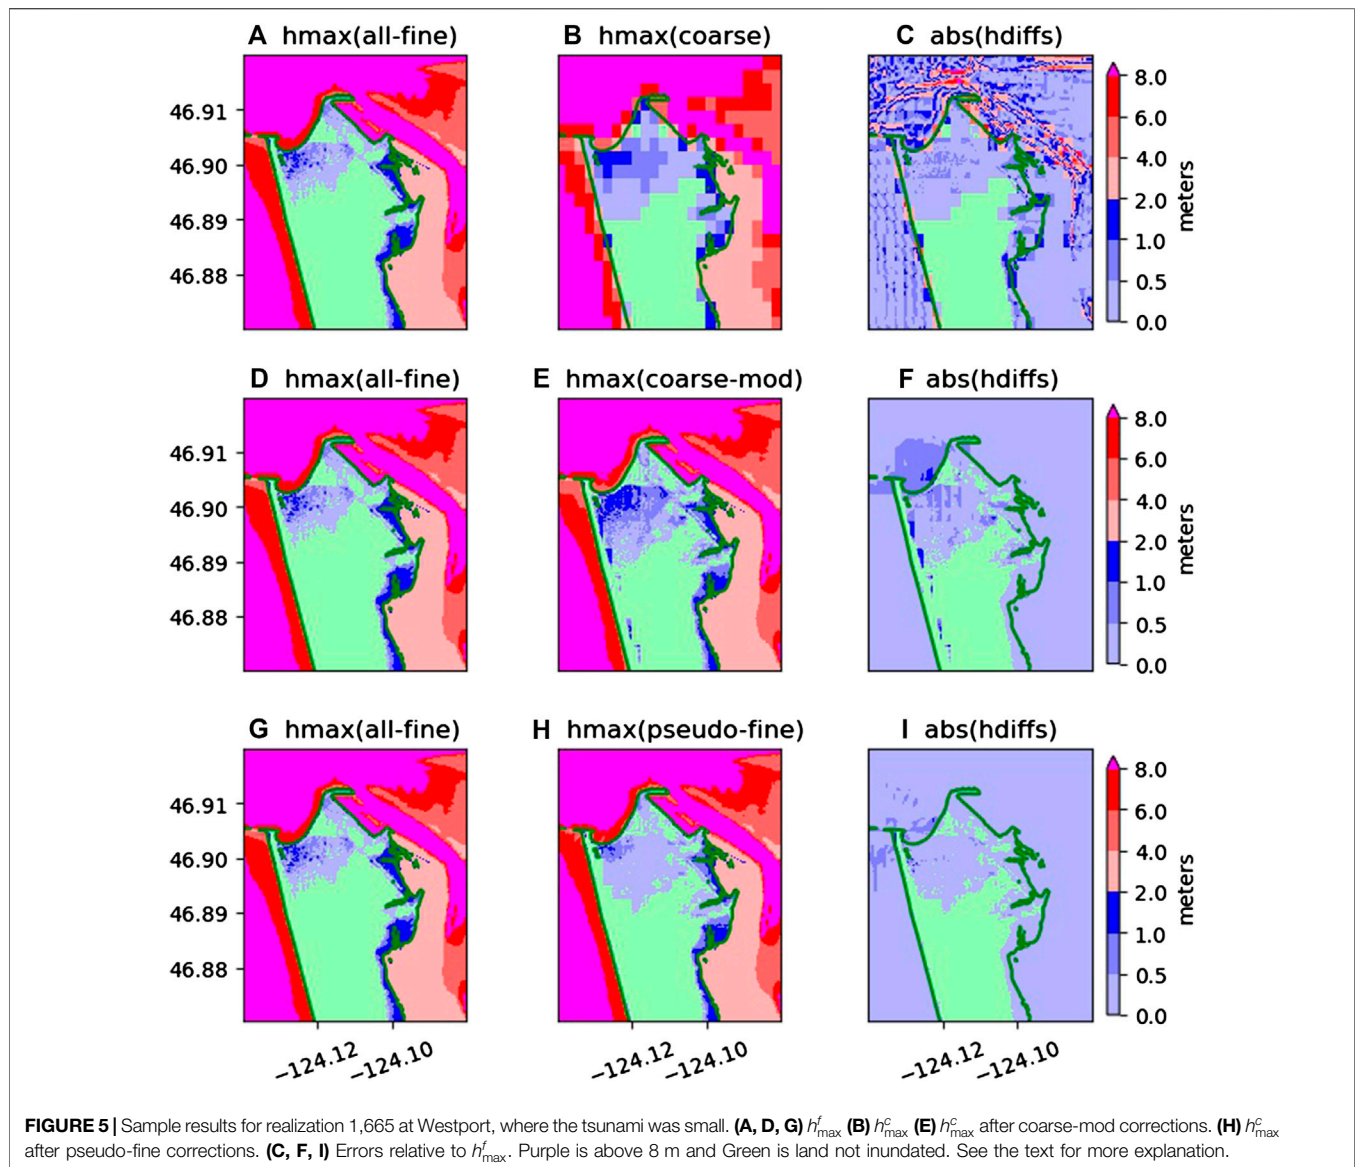 A hmax(all-fine)
B hmax(coarse)
C abs(hdiffs)
46.91
46.90
46.89
46.88
8.0
6.0
4.0
2.0
1.0
0.5
0.0
meters
D hmax(all-fine)
E hmax(coarse-mod)
F abs(hdiffs)
46.91
46.90
46.89
46.88
8.0
6.0
4.0
2.0
1.0
0.5
0.0
meters
G hmax(all-fine)
H hmax(pseudo-fine)
I abs(hdiffs)
46.91
46.90
46.89
46.88
8.0
6.0
4.0
2.0
1.0
0.5
0.0
meters
−124.12 −124.10
−124.12 −124.10
−124.12 −124.10
FIGURE 5 | Sample results for realization 1,665 at Westport, where the tsunami was small. (A, D, G) h^f_max (B) h^c_max (E) h^c_max after coarse-mod corrections. (H) h^c_max
after pseudo-fine corrections. (C, F, I) Errors relative to h^f_max. Purple is above 8 m and Green is land not inundated. See the text for more explanation.